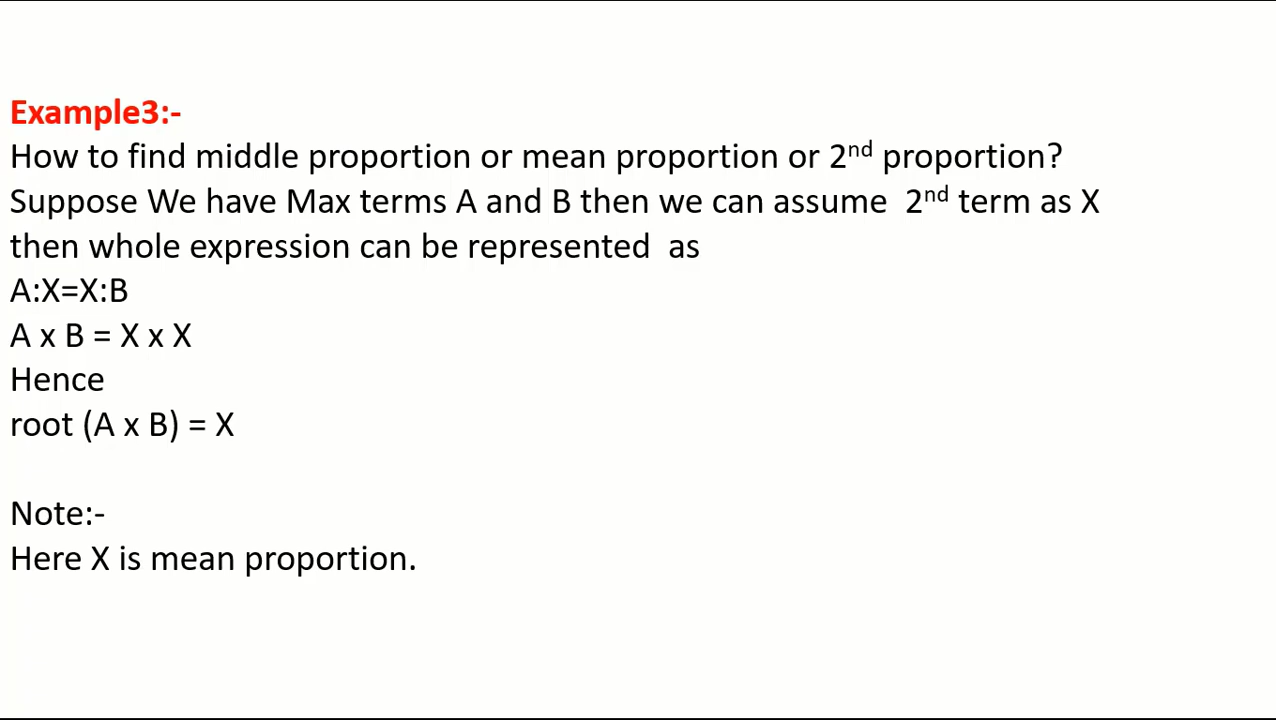 Example3:-
How to find middle proportion or mean proportion or 2nd proportion?
Suppose We have Max terms A and B then we can assume  2nd term as X
then whole expression can be represented  as
A:X=X:B
A x B = X x X
Hence
root (A x B) = X
Note:-
Here X is mean proportion.